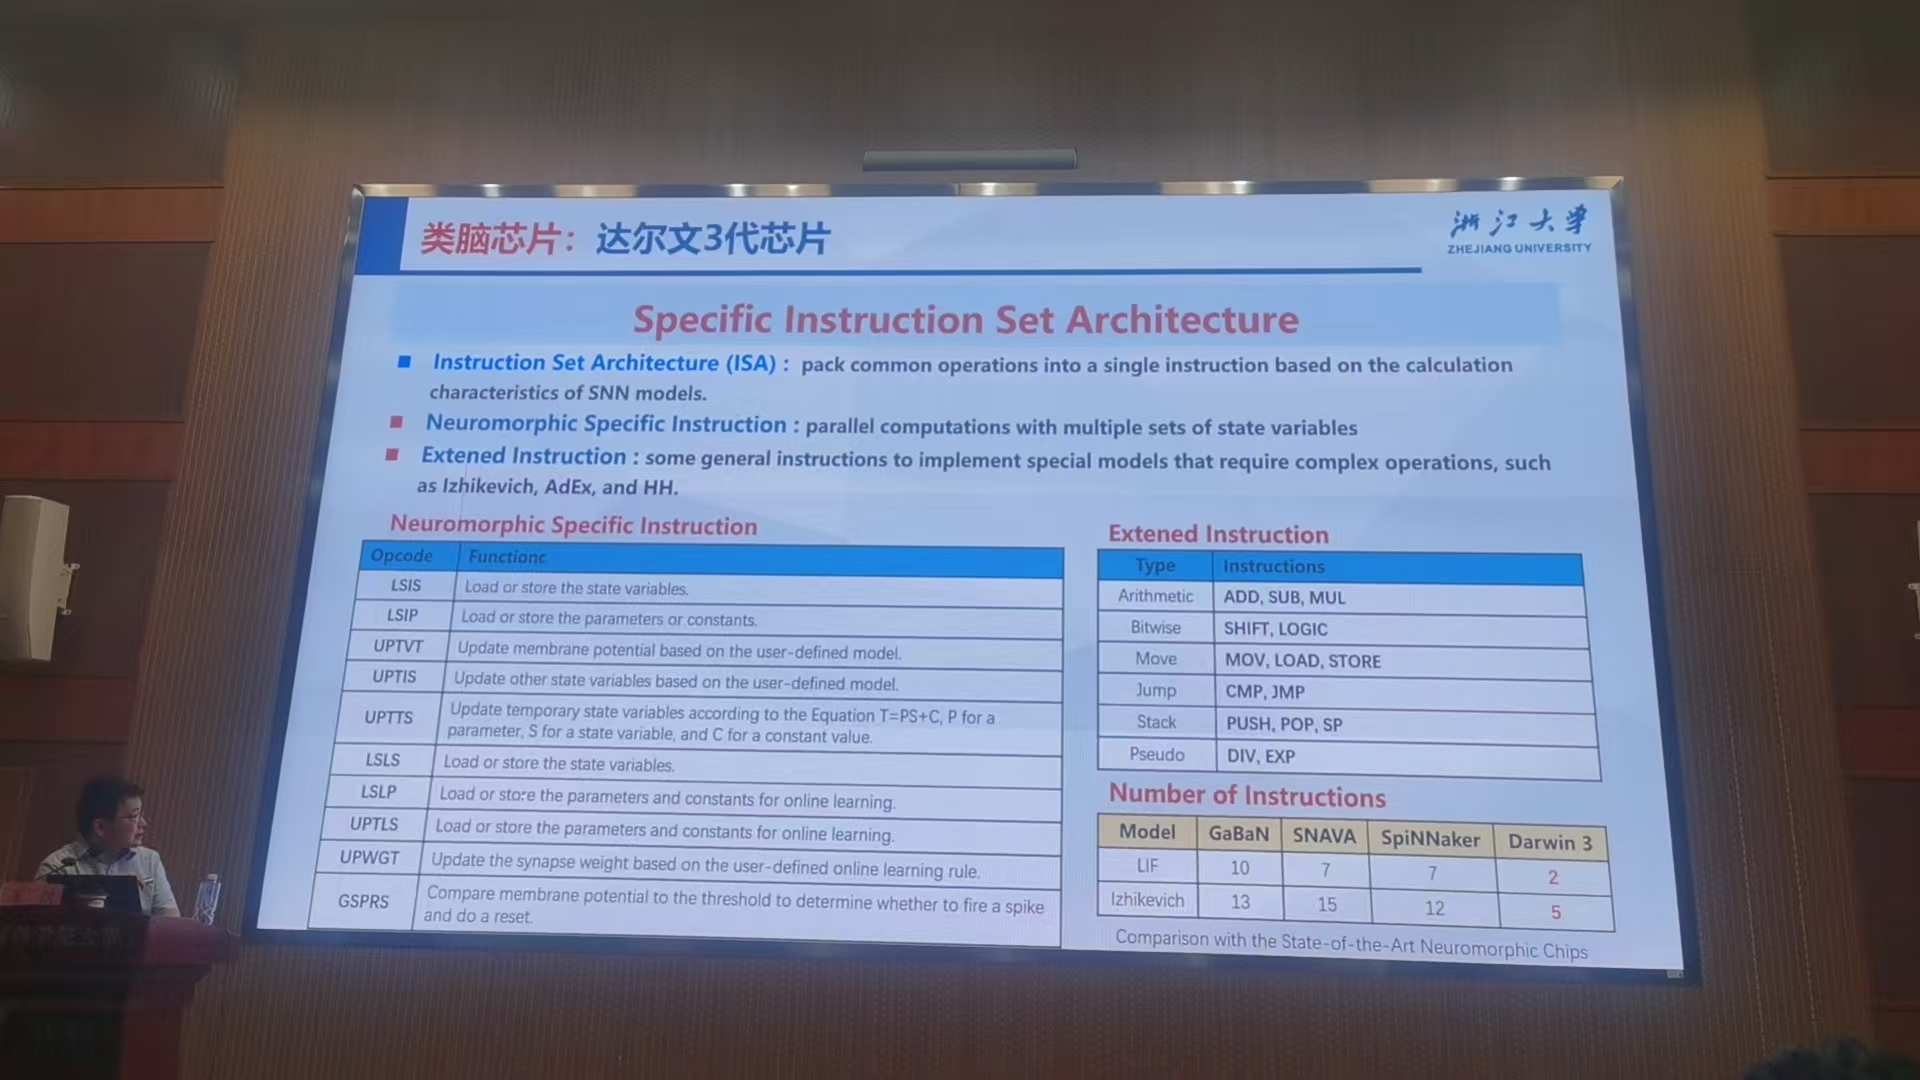 类脑芯片：达尔文3代芯片
浙江大学
ZHEJIANG UNIVERSITY
Specific Instruction Set Architecture
Instruction Set Architecture (ISA) : pack common operations into a single instruction based on the calculation
characteristics of SNN models.
Neuromorphic Specific Instruction : parallel computations with multiple sets of state variables
Extened Instruction : some general instructions to implement special models that require complex operations, such
as Izhikevich, AdEx, and HH.
Neuromorphic Specific Instruction
Opcode Functionc
LSIS Load or store the state variables.
LSIP Load or store the parameters or constants.
UPTVT Update membrane potential based on the user-defined model.
UPTIS Update other state variables based on the user-defined model.
UPTTS Update temporary state variables according to the Equation T=PS+C, P for a
parameter, S for a state variable, and C for a constant value.
LSLS Load or store the state variables.
LSLP Load or store the parameters and constants for online learning.
UPTLS Load or store the parameters and constants for online learning.
UPWGT Update the synapse weight based on the user-defined online learning rule.
GSPRS Compare membrane potential to the threshold to determine whether to fire a spike
and do a reset.
Extened Instruction
Type Instructions
Arithmetic ADD, SUB, MUL
Bitwise SHIFT, LOGIC
Move MOV, LOAD, STORE
Jump CMP, JMP
Stack PUSH, POP, SP
Pseudo DIV, EXP
Number of Instructions
Model GaBaN SNAVA SpiNNaker Darwin 3
LIF 10 7 7 2
Izhikevich 13 15 12 5
Comparison with the State-of-the-Art Neuromorphic Chips